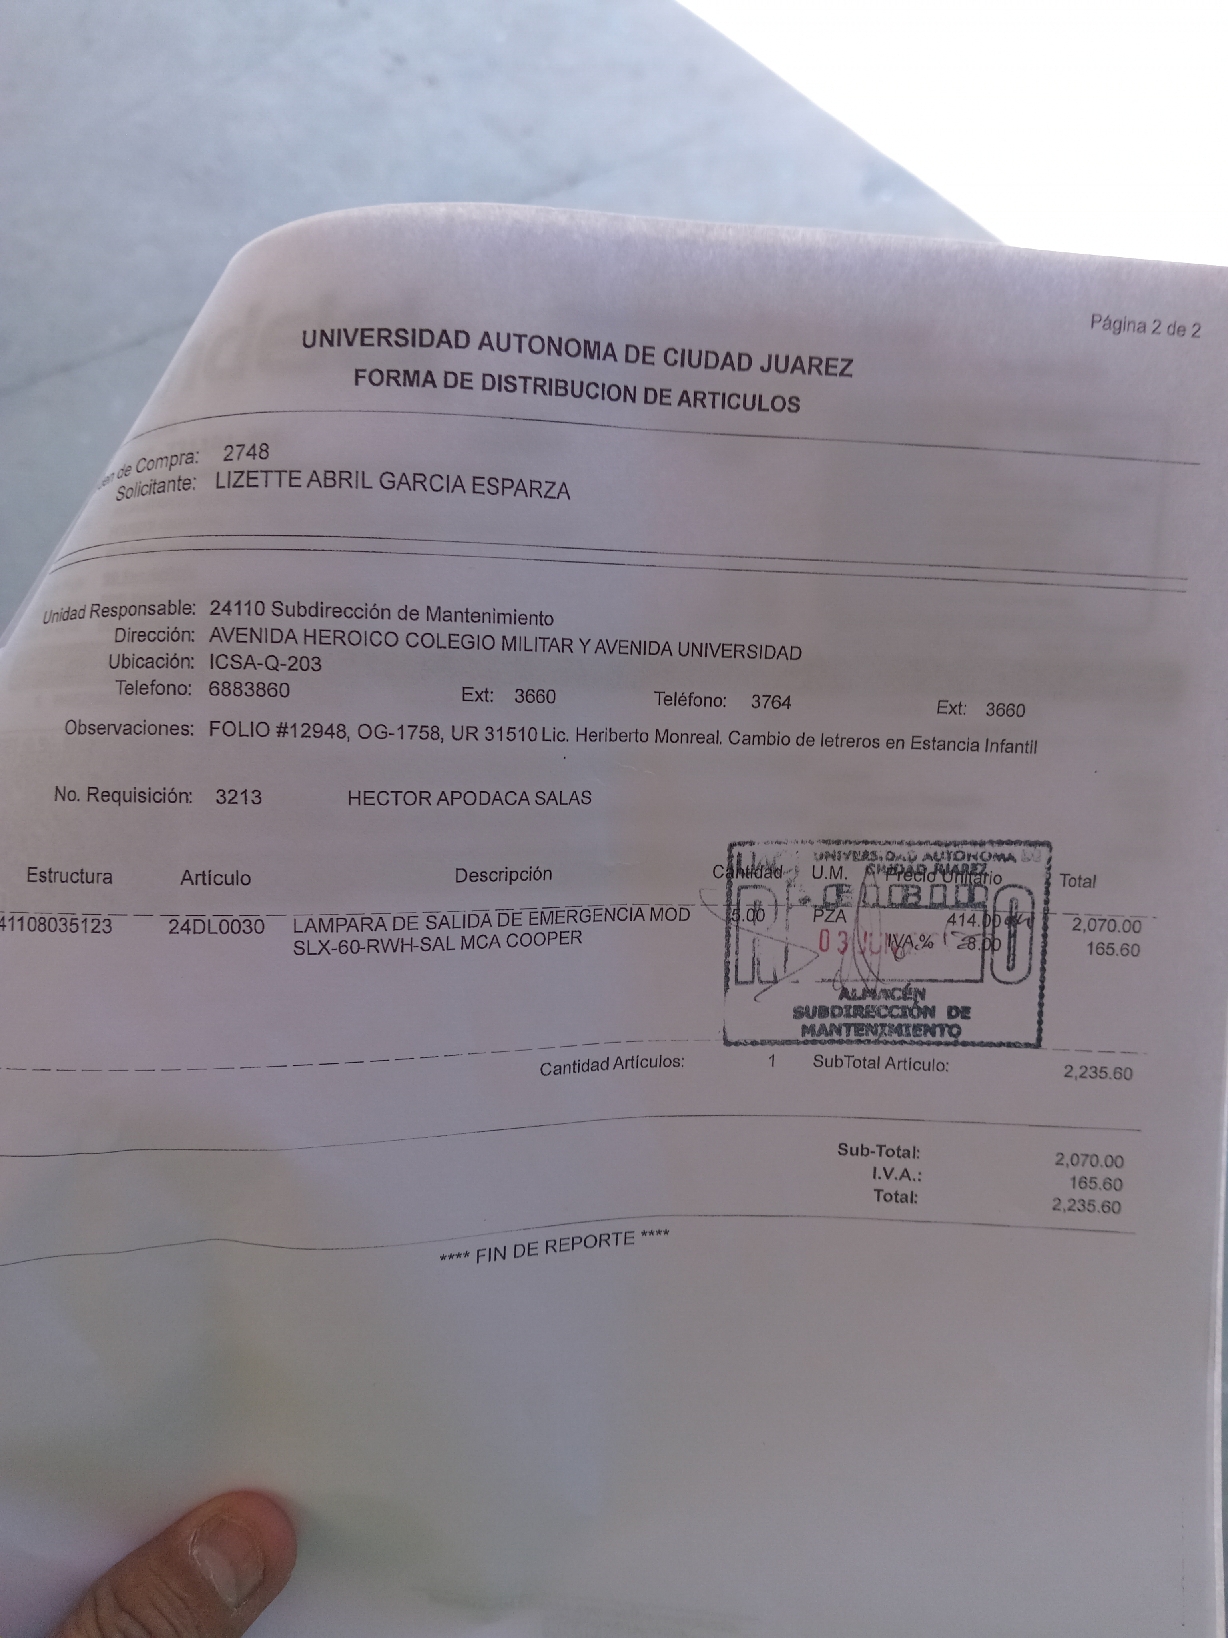 Página 2 de 2
UNIVERSIDAD AUTONOMA DE CIUDAD JUAREZ
FORMA DE DISTRIBUCION DE ARTICULOS
de Compra: 2748
Solicitante: LIZETTE ABRIL GARCIA ESPARZA
Unidad Responsable: 24110 Subdirección de Mantenimiento
Dirección: AVENIDA HEROICO COLEGIO MILITAR Y AVENIDA UNIVERSIDAD
Ubicación: ICSA-Q-203
Telefono: 6883860 Ext: 3660 Teléfono: 3764 Ext: 3660
Observaciones: FOLIO #12948, OG-1758, UR 31510 Lic. Heriberto Monreal. Cambio de letreros en Estancia Infantil
No. Requisición: 3213 HECTOR APODACA SALAS
UNIVERSIDAD AUTONOMA
CIUDAD JUAREZ
Estructura Artículo Descripción Cantidad U.M. Precio Unitario Total
41108035123 24DL0030 LAMPARA DE SALIDA DE EMERGENCIA MOD 5.00 PZA 414.00 2,070.00
SLX-60-RWH-SAL MCA COOPER IVA.% 8.00 165.60
03 JUN
ALMACÉN
SUBDIRECCIÓN DE
MANTENIMIENTO
Cantidad Artículos: 1 SubTotal Artículo: 2,235.60
Sub-Total: 2,070.00
I.V.A.: 165.60
Total: 2,235.60
**** FIN DE REPORTE ****